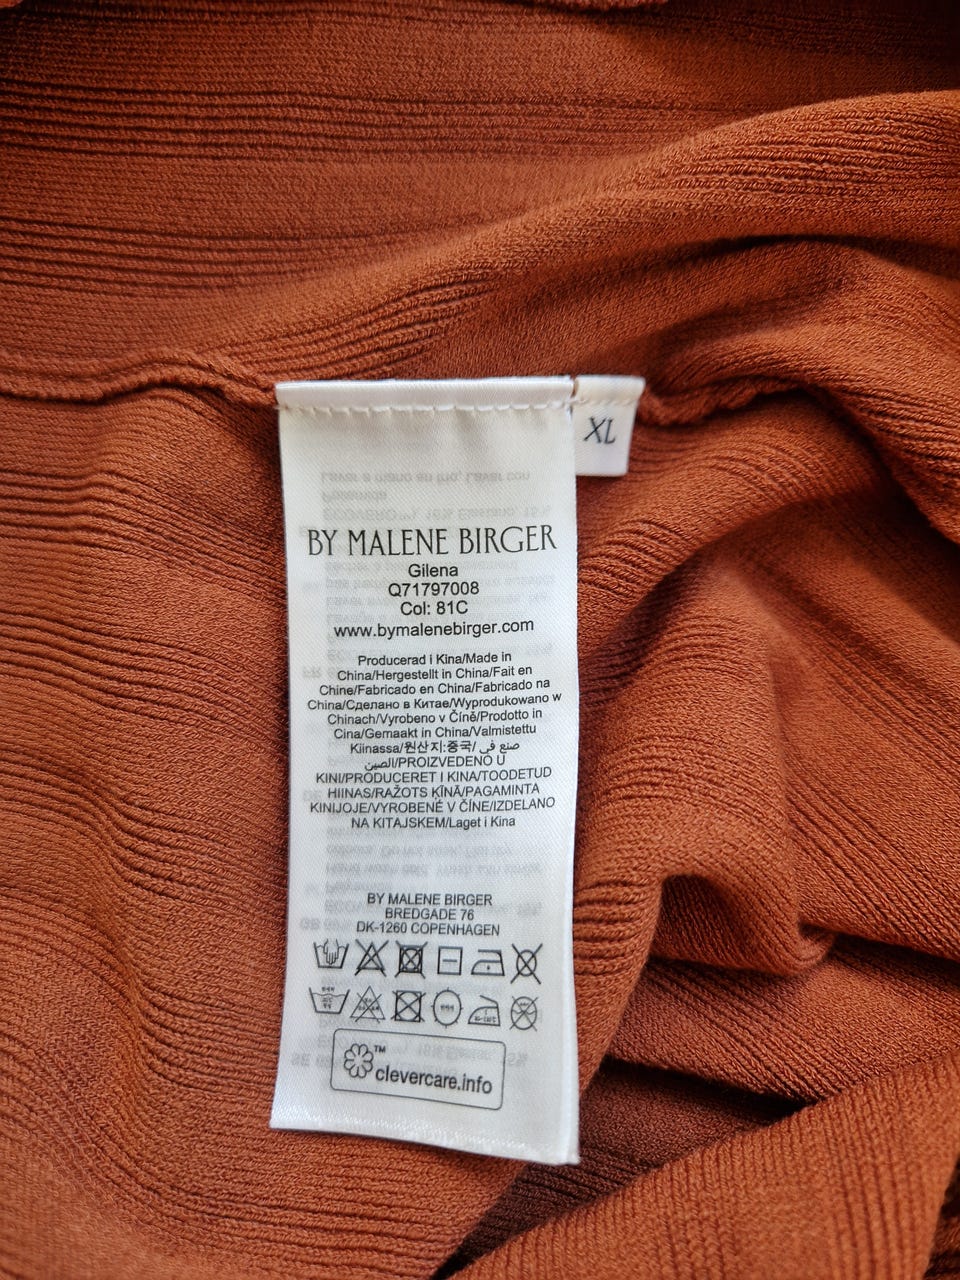 XL
BY MALENE BIRGER
Gilena
Q71797008
Col: 81C
www.bymalenebirger.com
Producerad i Kina/Made in
China/Hergestellt in China/Fait en
Chine/Fabricado en China/Fabricado na
China/Сделано в Китае/Wyprodukowano w
Chinach/Vyrobeno v Číně/Prodotto in
Cina/Gemaakt in China/Valmistettu
Kiinassa/원산지:중국/ صنع في
الصين/PROIZVEDENO U
KINI/PRODUCERET I KINA/TOODETUD
HIINAS/RAŽOTS ĶĪNĀ/PAGAMINTA
KINIJOJE/VYROBENÉ V ČÍNE/IZDELANO
NA KITAJSKEM/Laget i Kina
BY MALENE BIRGER
BREDGADE 76
DK-1260 COPENHAGEN
™
clevercare.info